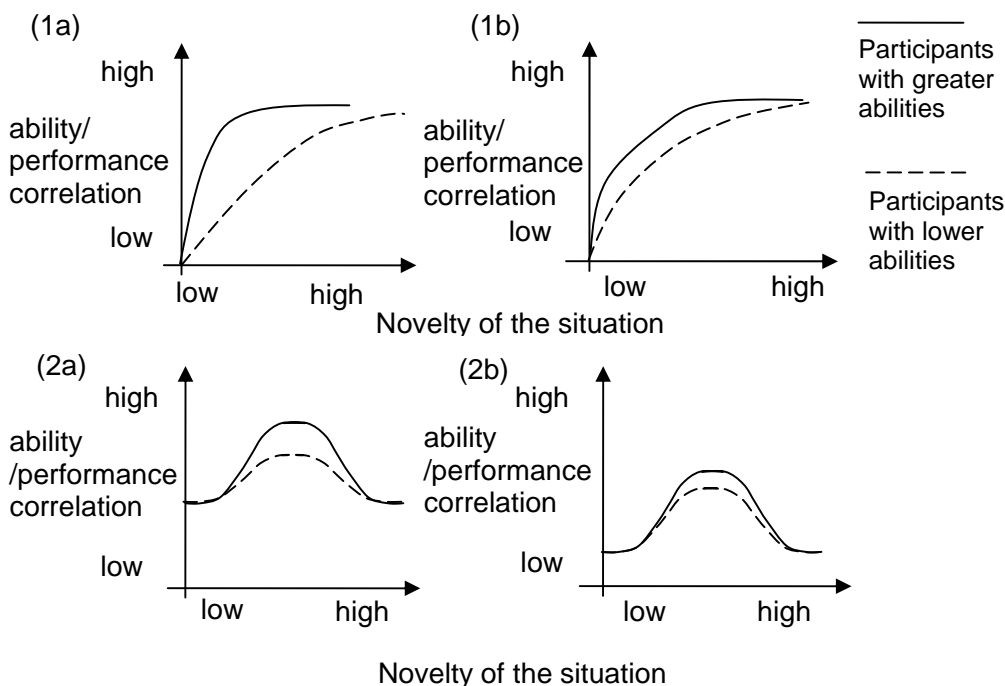 (1a)
high
ability/
performance
correlation
low
low
high
(1b)
high
ability/
performance
correlation
low
low
high
Participants
with greater
abilities
Participants
with lower
abilities
Novelty of the situation
(2a)
high
ability
/performance
correlation
low
low
high
(2b)
high
ability
/performance
correlation
low
low
high
Novelty of the situation